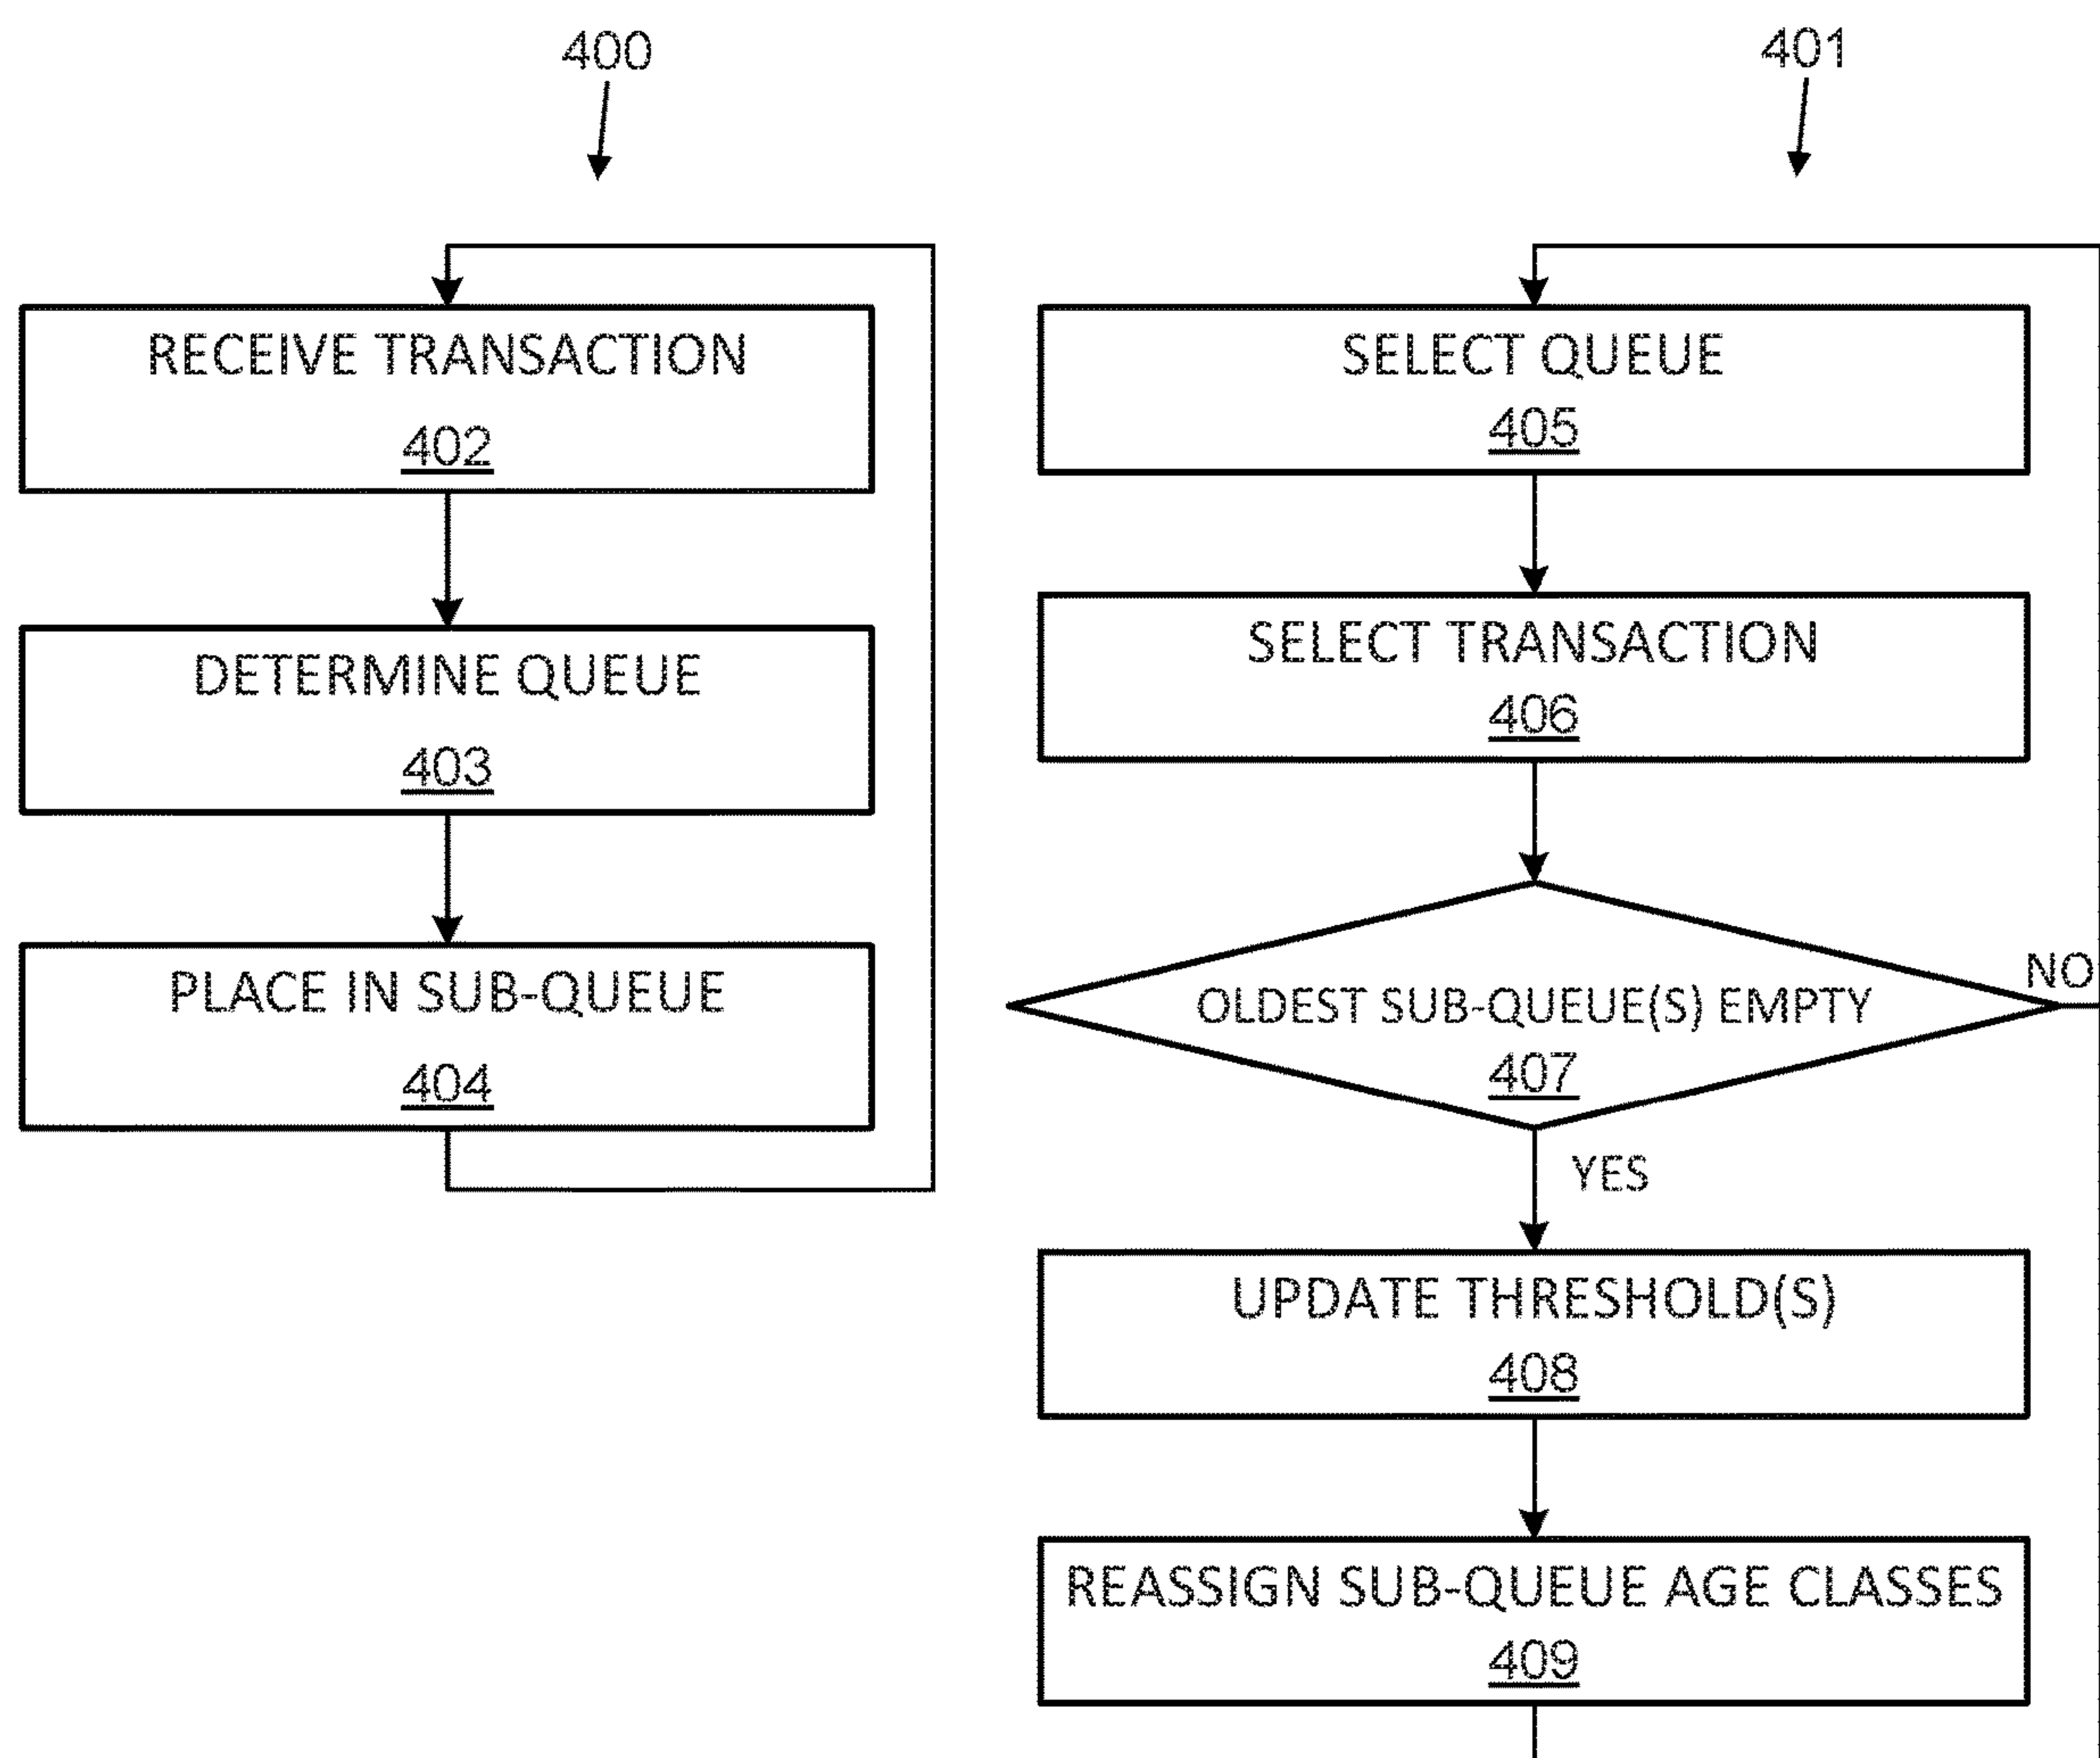 400
RECEIVE TRANSACTION
402
DETERMINE QUEUE
403
PLACE IN SUB-QUEUE
404
401
SELECT QUEUE
405
SELECT TRANSACTION
406
OLDEST SUB-QUEUE(S) EMPTY
407
NO
YES
UPDATE THRESHOLD(S)
408
REASSIGN SUB-QUEUE AGE CLASSES
409